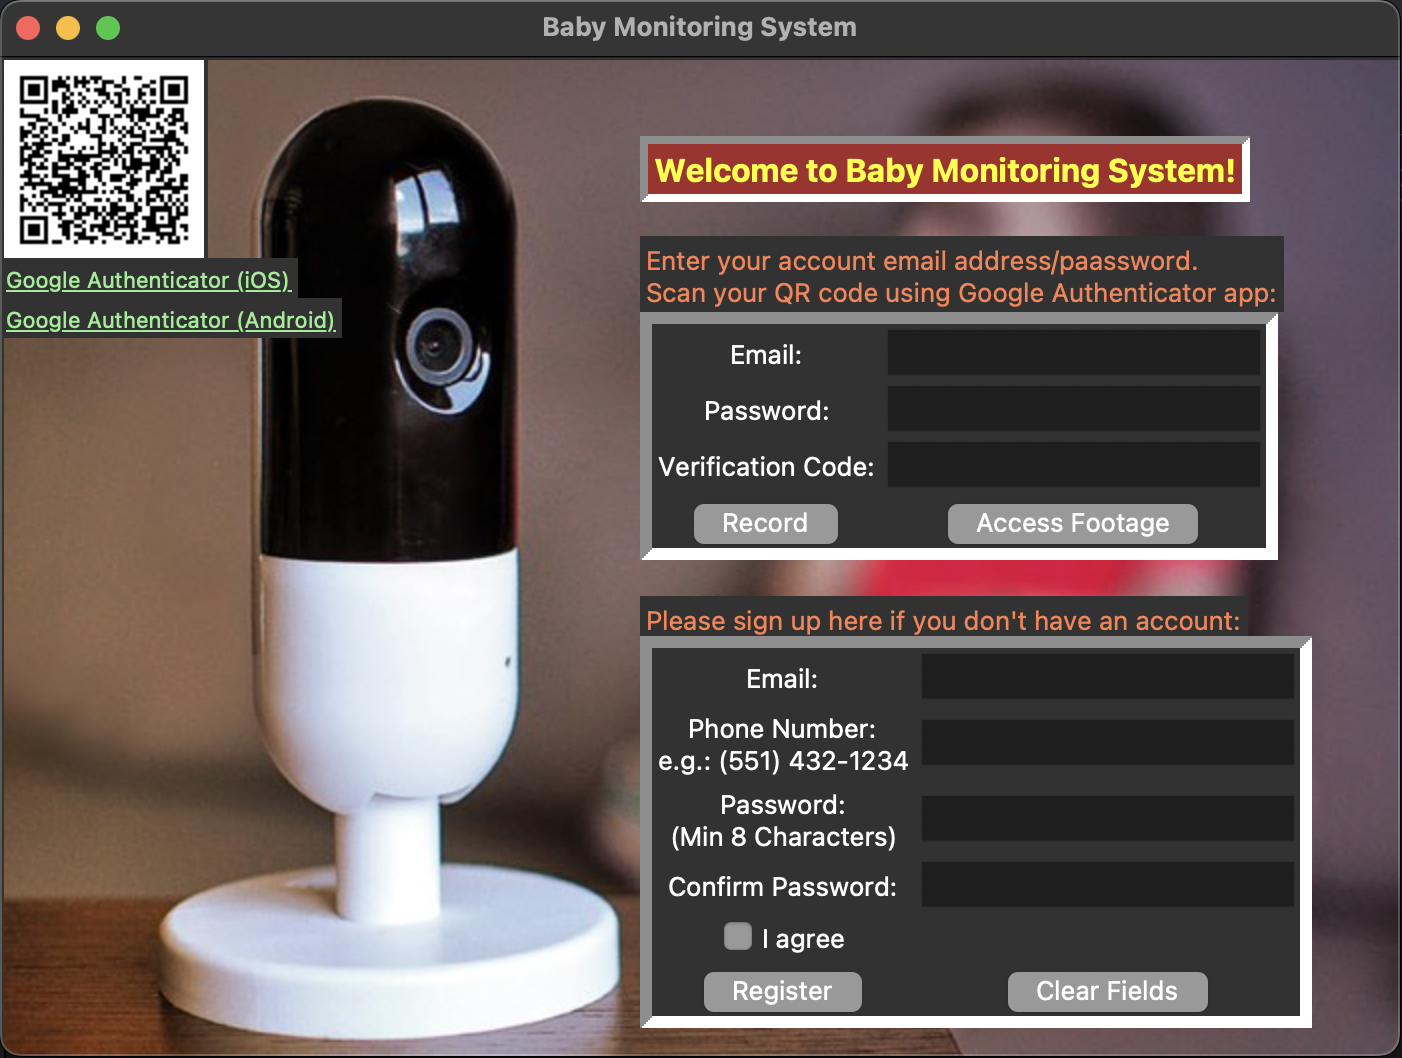 Baby Monitoring System
Google Authenticator (iOS)
Google Authenticator (Android)
Welcome to Baby Monitoring System!
Enter your account email address/paassword.
Scan your QR code using Google Authenticator app:
Email:
Password:
Verification Code:
Record
Access Footage
Please sign up here if you don't have an account:
Email:
Phone Number:
e.g.: (551) 432-1234
Password:
(Min 8 Characters)
Confirm Password:
I agree
Register
Clear Fields